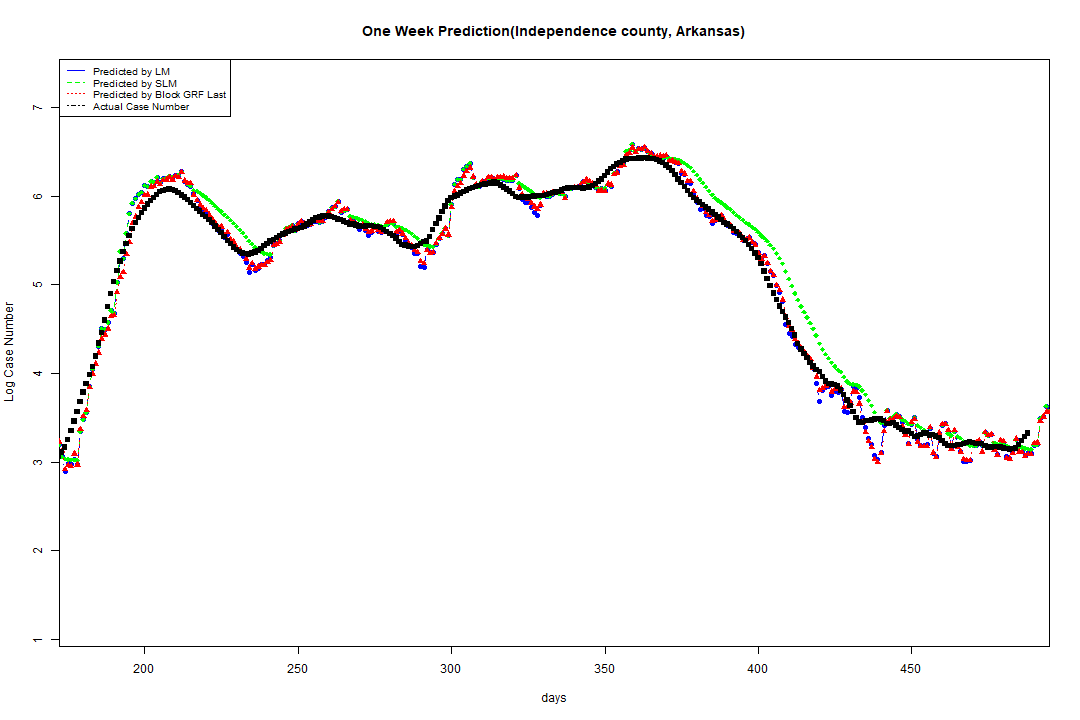 One Week Prediction(Independence county, Arkansas)
Predicted by LM
Predicted by SLM
Predicted by Block GRF Last
Actual Case Number
7
6
5
4
3
2
1
Log Case Number
200 250 300 350 400 450
days